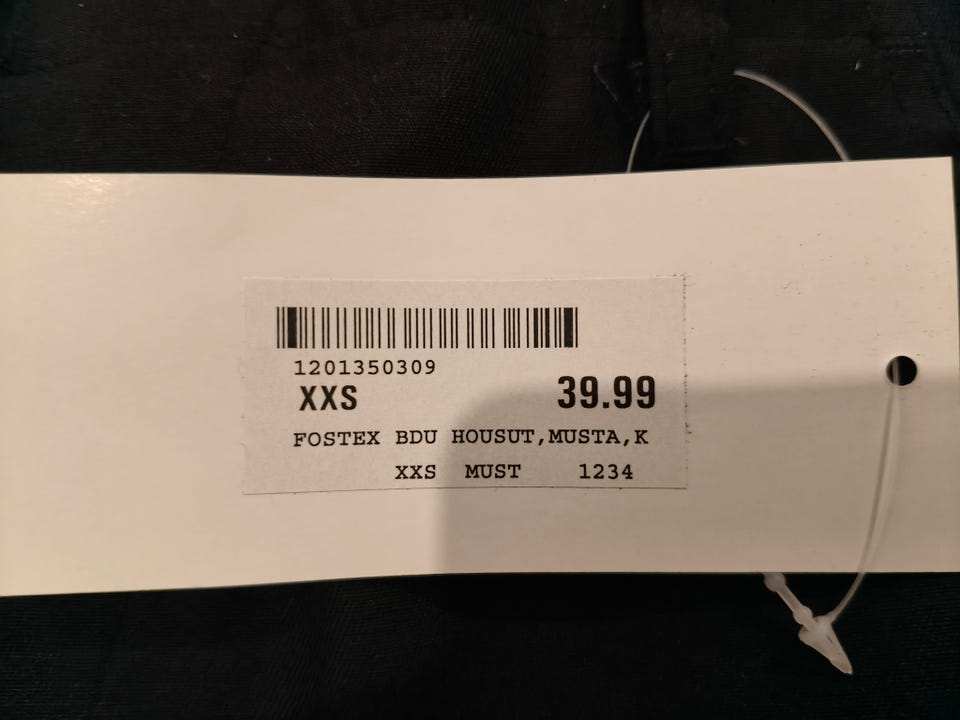 1201350309
XXS 39.99
FOSTEX BDU HOUSUT,MUSTA,K
XXS MUST 1234